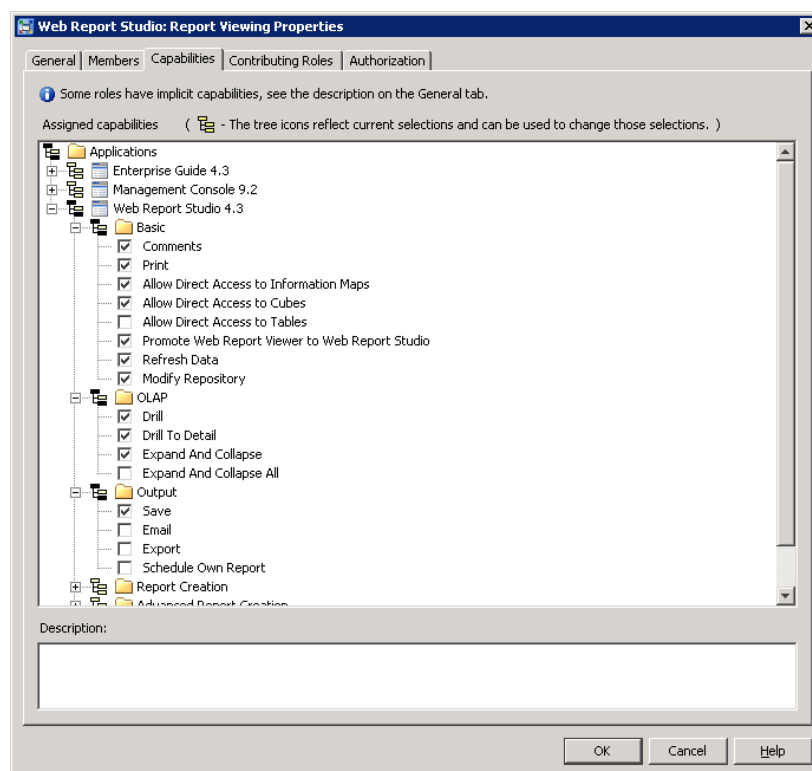 Web Report Studio: Report Viewing Properties
General Members Capabilities Contributing Roles Authorization
Some roles have implicit capabilities, see the description on the General tab.
Assigned capabilities ( - The tree icons reflect current selections and can be used to change those selections. )
Applications
Enterprise Guide 4.3
Management Console 9.2
Web Report Studio 4.3
Basic
Comments
Print
Allow Direct Access to Information Maps
Allow Direct Access to Cubes
Allow Direct Access to Tables
Promote Web Report Viewer to Web Report Studio
Refresh Data
Modify Repository
OLAP
Drill
Drill To Detail
Expand And Collapse
Expand And Collapse All
Output
Save
Email
Export
Schedule Own Report
Report Creation
Advanced Report Creation
Description:
OK Cancel Help